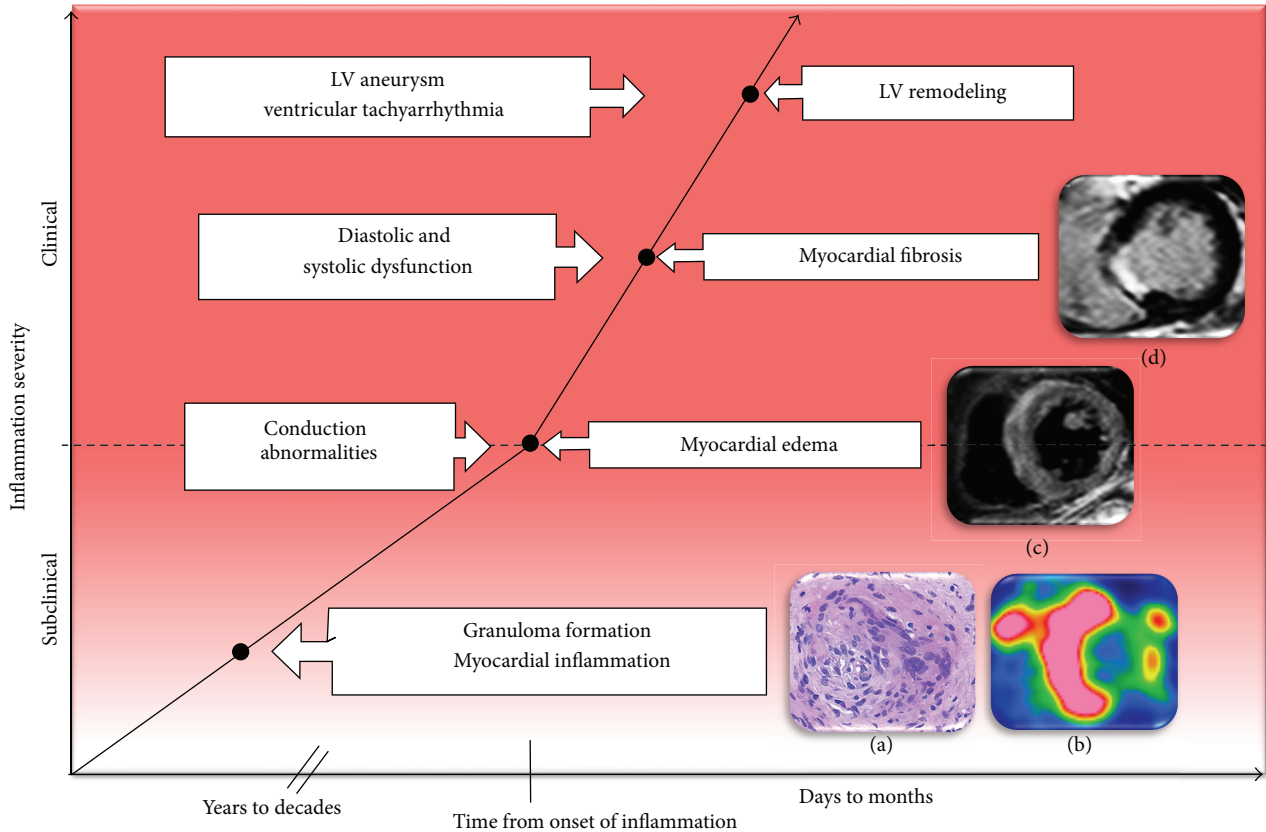 LV aneurysm
ventricular tachyarrhythmia
LV remodeling
Clinical
Diastolic and
systolic dysfunction
Myocardial fibrosis
(d)
Inflammation severity
Conduction
abnormalities
Myocardial edema
(c)
Subclinical
Granuloma formation
Myocardial inflammation
(a)
(b)
Years to decades
Days to months
Time from onset of inflammation